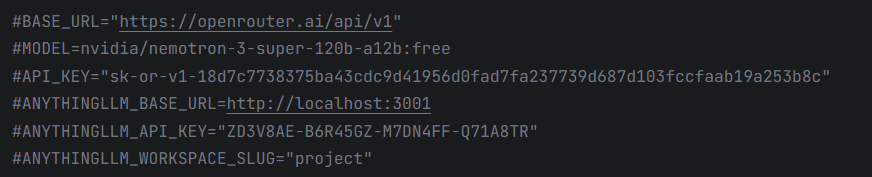 #BASE_URL="https://openrouter.ai/api/v1"
#MODEL=nvidia/nemotron-3-super-120b-a12b:free
#API_KEY="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"
#ANYTHINGLLM_BASE_URL=http://localhost:3001
#ANYTHINGLLM_API_KEY="ZD3V8AE-B6R45GZ-M7DN4FF-Q71A8TR"
#ANYTHINGLLM_WORKSPACE_SLUG="project"